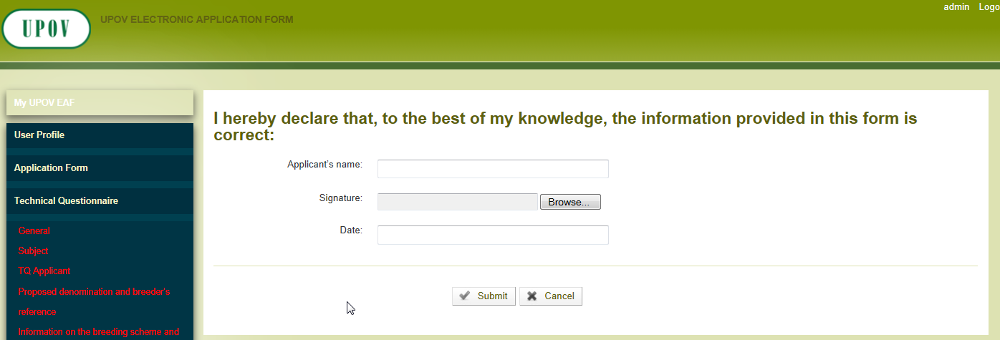 admin Logo
UPOV
UPOV ELECTRONIC APPLICATION FORM
My UPOV EAF
User Profile
Application Form
Technical Questionnaire
General
Subject
TQ Applicant
Proposed denomination and breeder's
reference
Information on the breeding scheme and
I hereby declare that, to the best of my knowledge, the information provided in this form is
correct:
Applicant's name:
Signature:
Browse...
Date:
Submit
Cancel